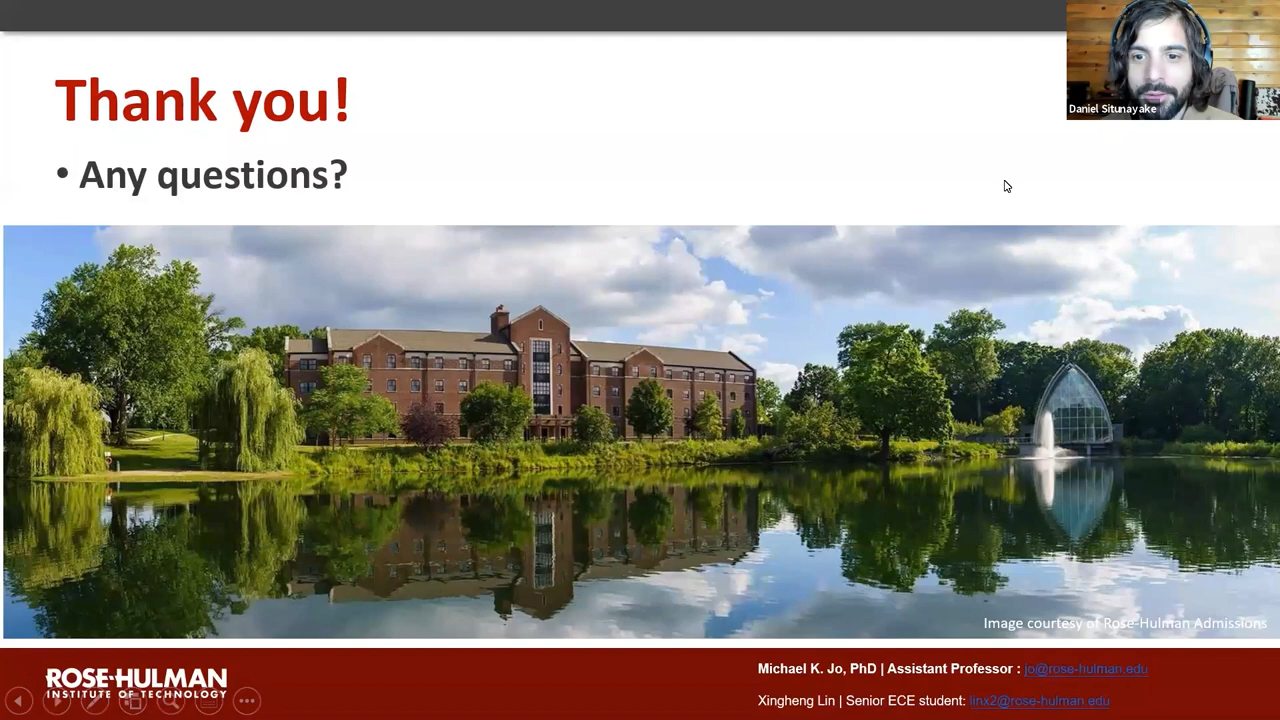 Thank you!
• Any questions?
Daniel Situnayake
Image courtesy of Rose-Hulman Admissions
ROSE-HULMAN
INSTITUTE OF TECHNOLOGY
Michael K. Jo, PhD | Assistant Professor : jo@rose-hulman.edu
Xingheng Lin | Senior ECE student: linx2@rose-hulman.edu